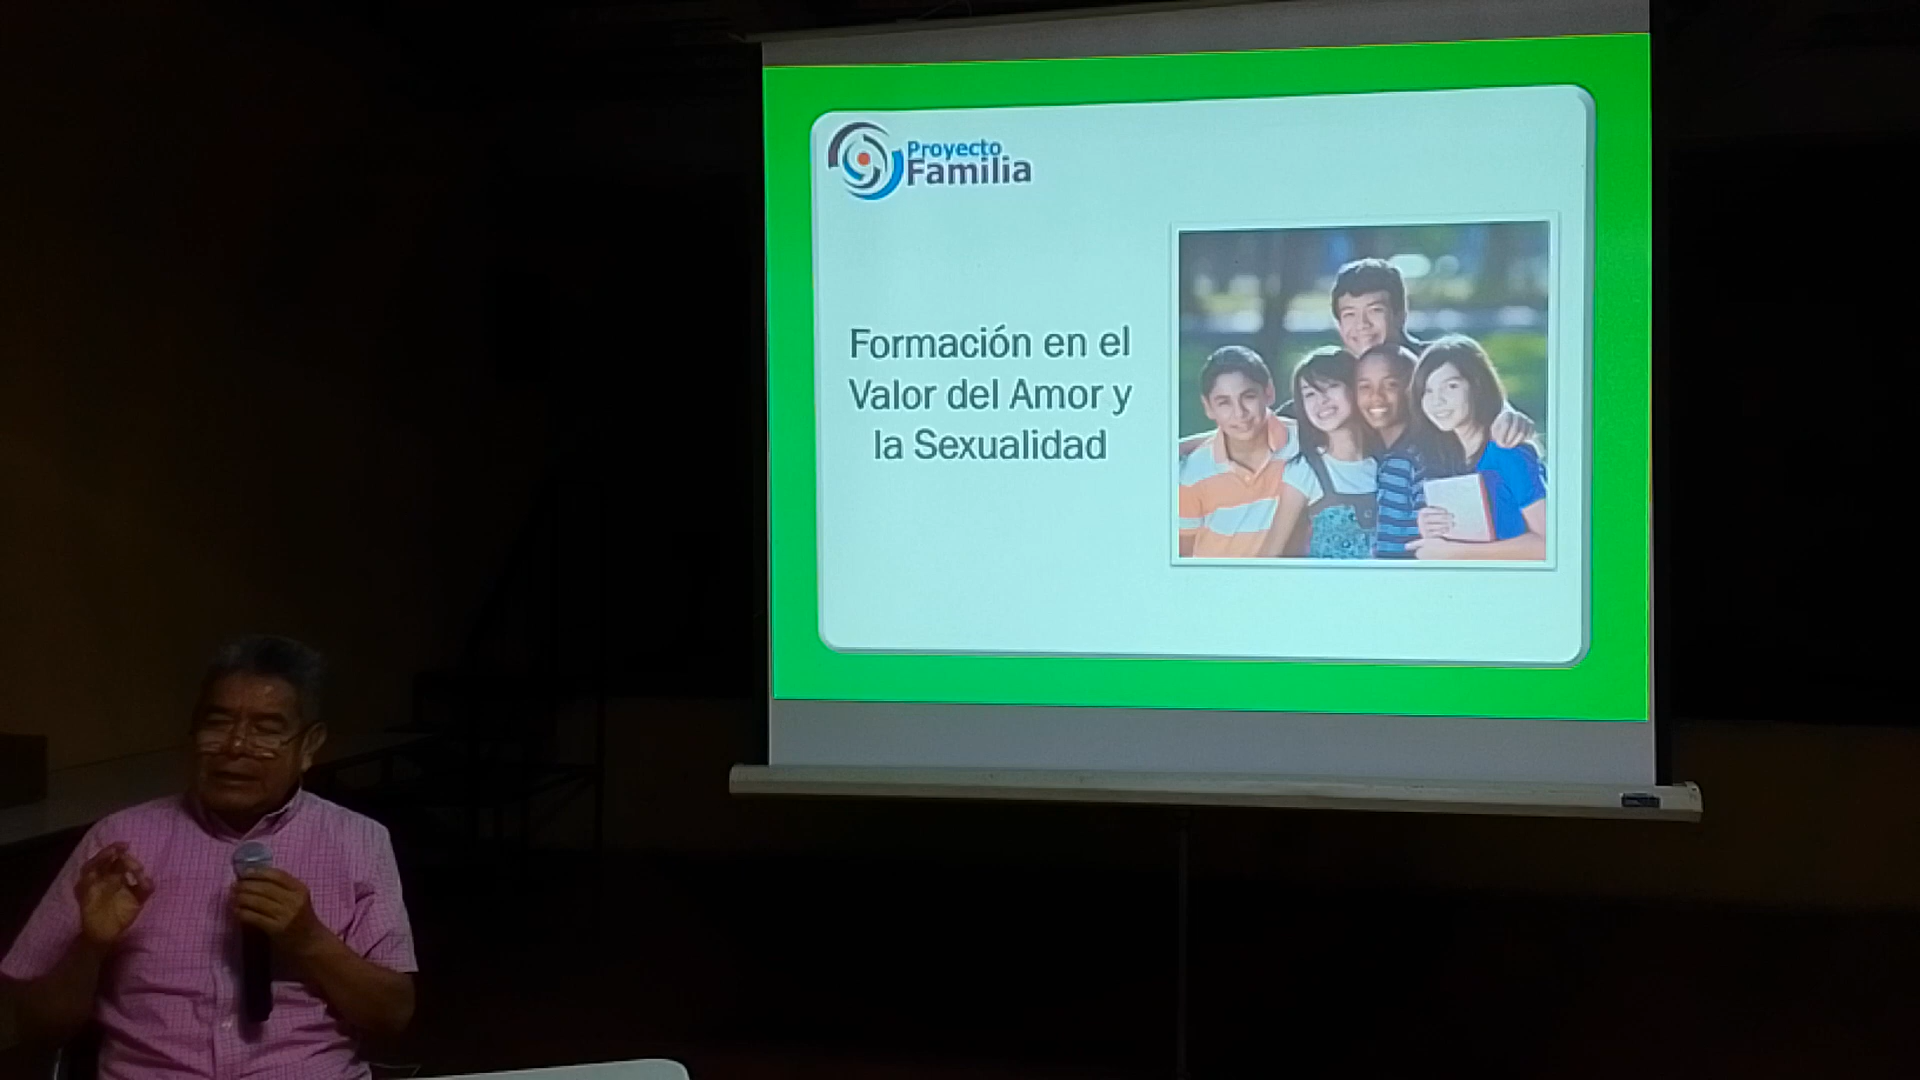 Proyecto
Familia
Formación en el
Valor del Amor y
la Sexualidad